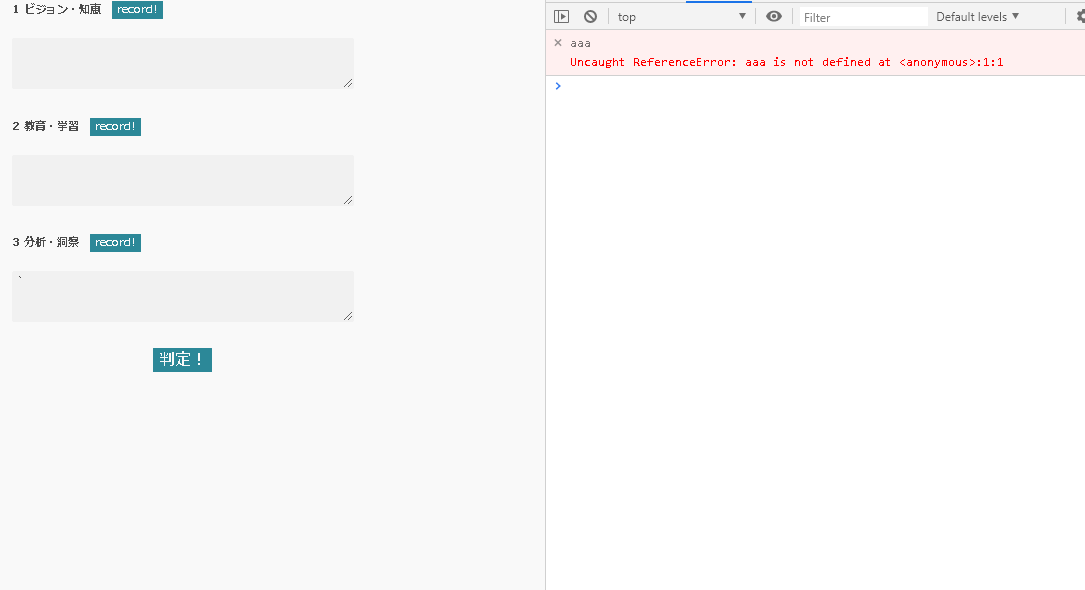 1 ビジョン・知恵 record!
2 教育・学習 record!
3 分析・洞察 record!
`
判定！
top ▼ Filter Default levels ▼
× aaa
Uncaught ReferenceError: aaa is not defined at <anonymous>:1:1
>